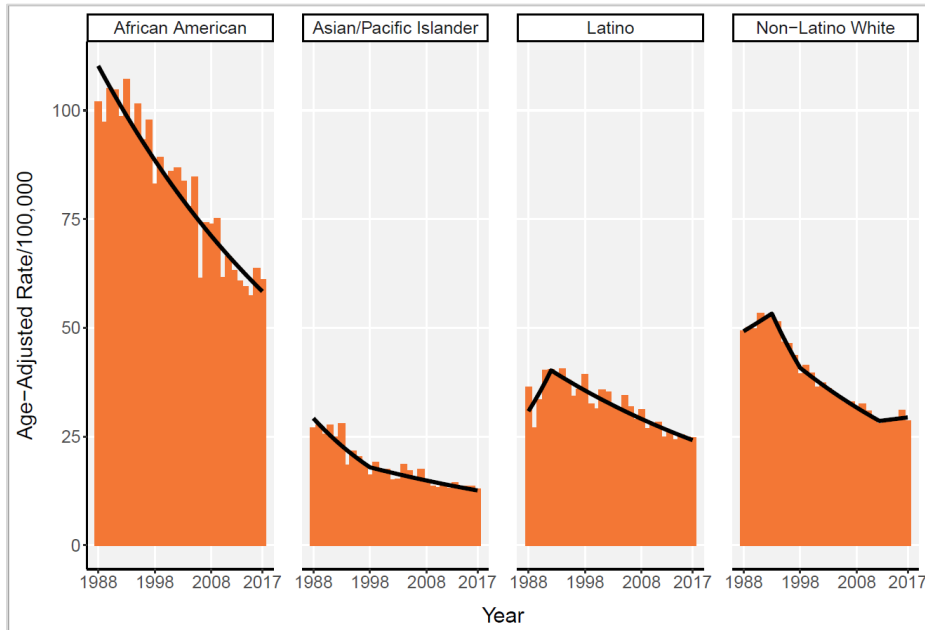 African American
Asian/Pacific Islander
Latino
Non−Latino White
Age−Adjusted Rate/100,000
100
75
50
25
0
1988 1998 2008 2017
1988 1998 2008 2017
1988 1998 2008 2017
1988 1998 2008 2017
Year